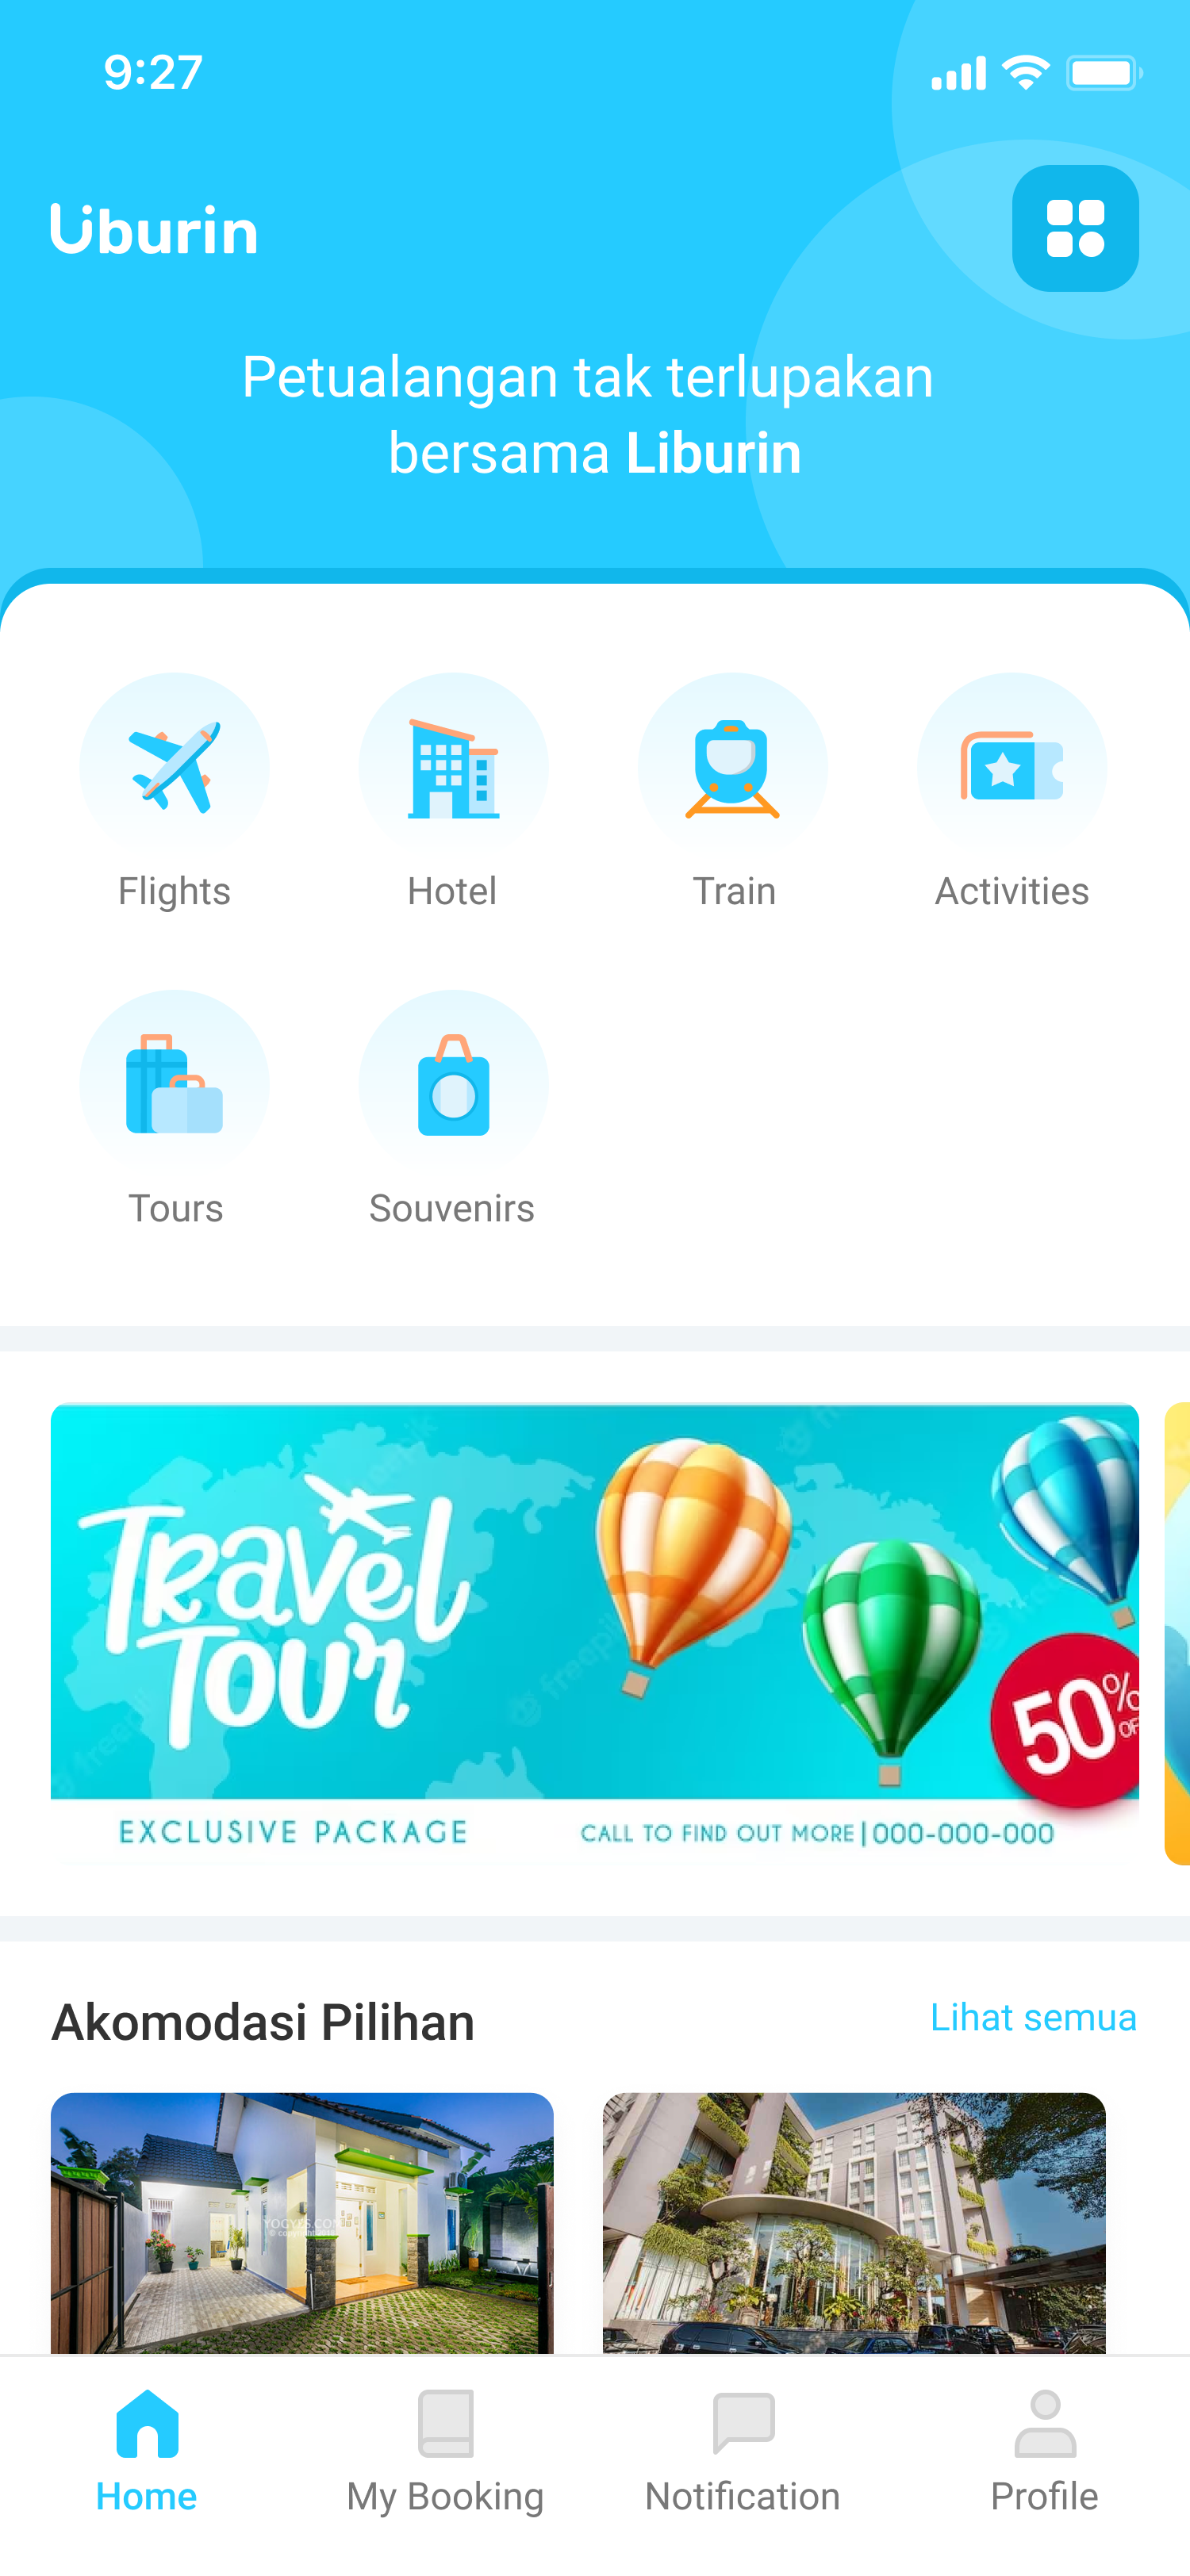 9:27
Liburin
Petualangan tak terlupakan
bersama Liburin
Flights
Hotel
Train
Activities
Tours
Souvenirs
Travel
Tour
50%
EXCLUSIVE PACKAGE
CALL TO FIND OUT MORE|000-000-000
Akomodasi Pilihan
Lihat semua
Home
My Booking
Notification
Profile